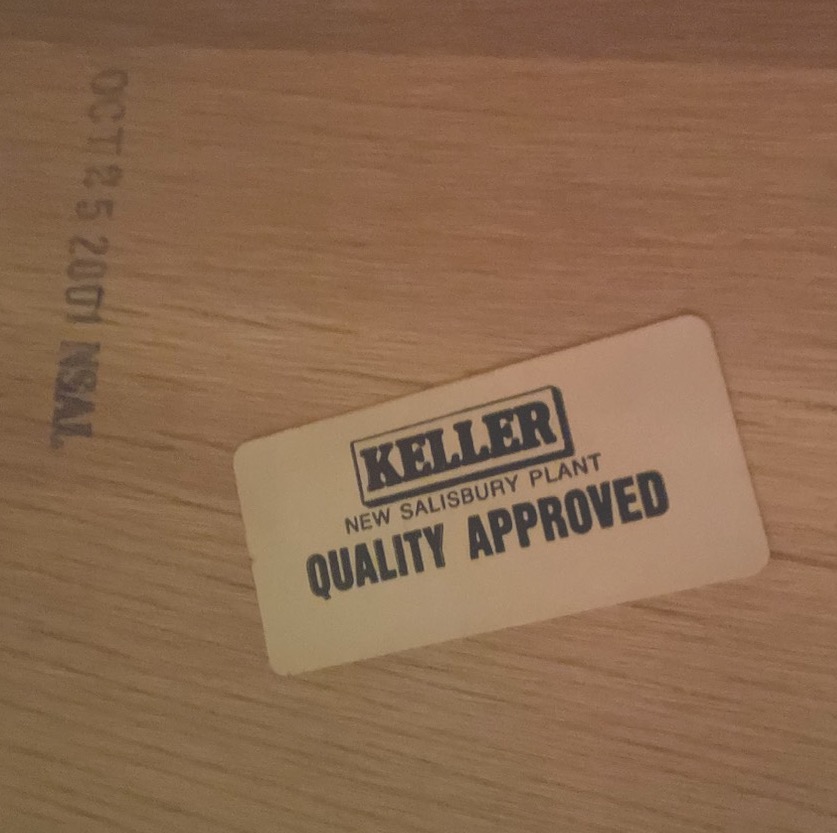 OCT 25 2001 NSAL
KELLER
NEW SALISBURY PLANT
QUALITY APPROVED